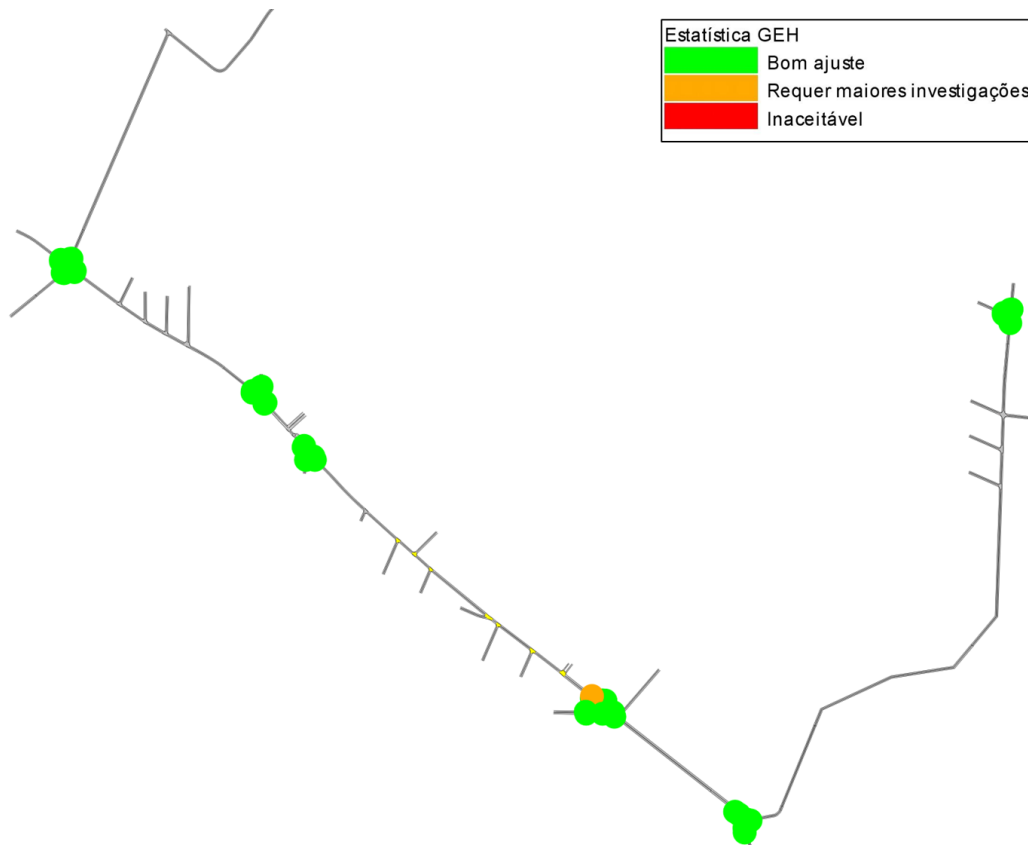 Estatística GEH
Bom ajuste
Requer maiores investigações
Inaceitável